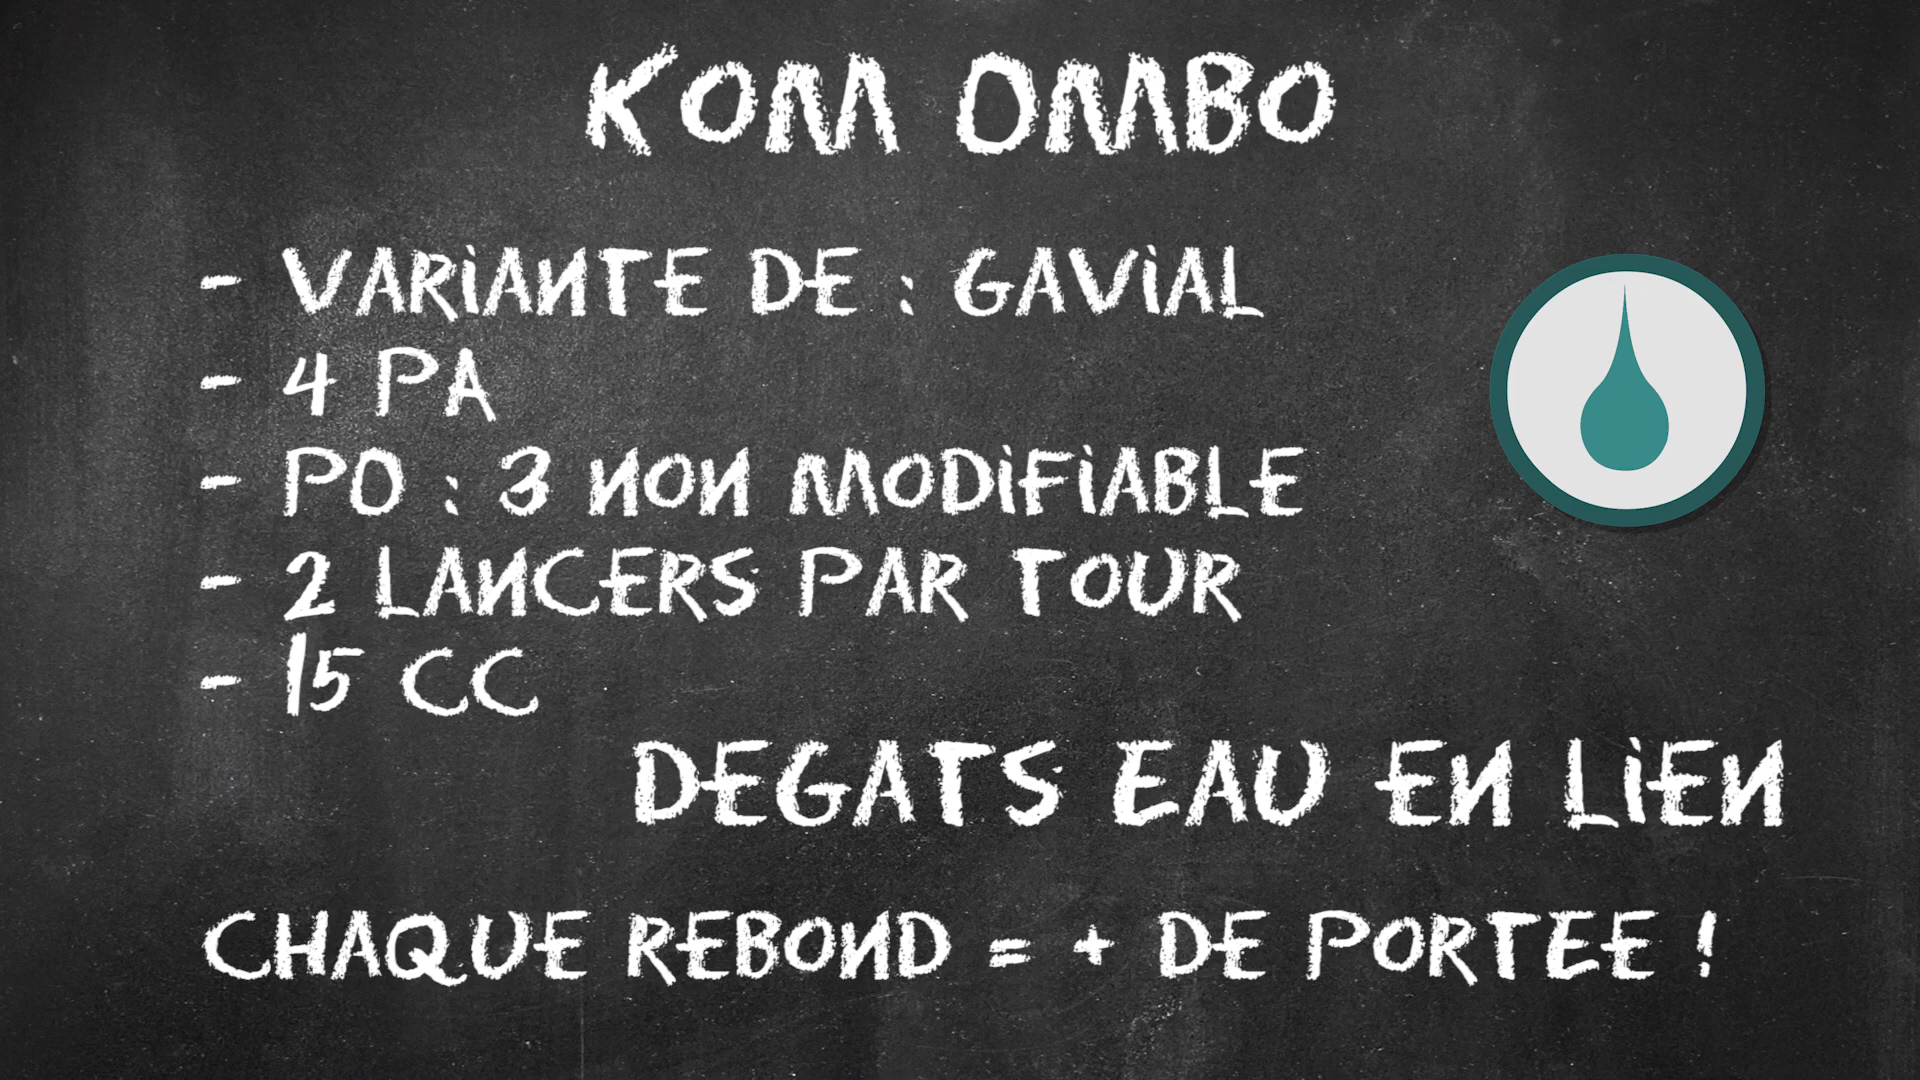 KOM OMBO
- VARIANTE DE : GAVIAL
- 4 PA
- PO : 3 NON MODIFIABLE
- 2 LANCERS PAR TOUR
- 15 CC
DEGATS EAU EN LIEN
CHAQUE REBOND = + DE PORTEE !